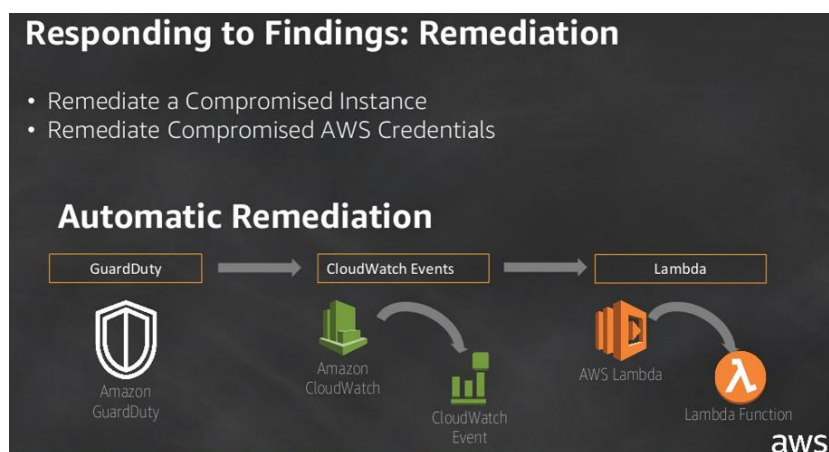 Responding to Findings: Remediation
• Remediate a Compromised Instance
• Remediate Compromised AWS Credentials
Automatic Remediation
GuardDuty
CloudWatch Events
Lambda
Amazon
GuardDuty
Amazon
CloudWatch
CloudWatch
Event
AWS Lambda
Lambda Function
aws